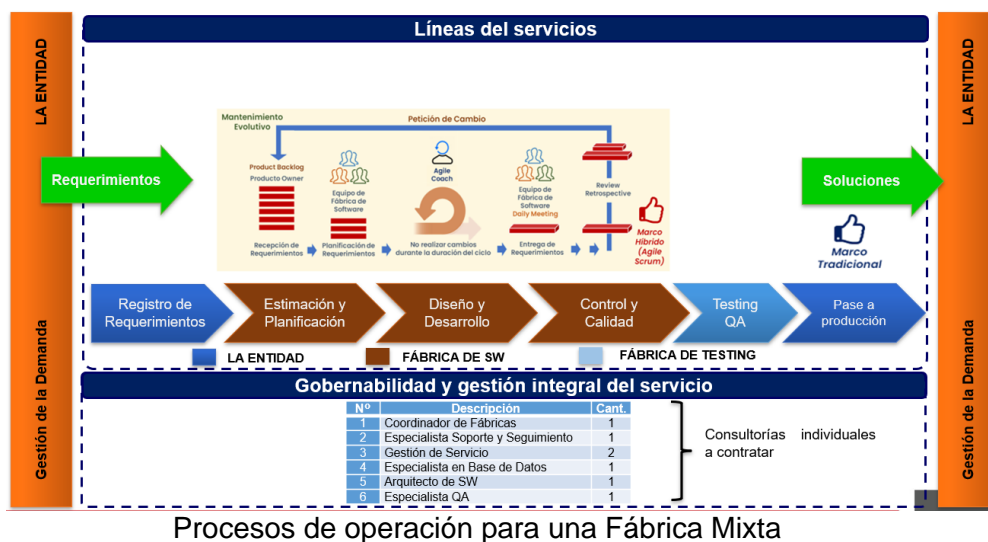 Líneas del servicios
LA ENTIDAD
Gestión de la Demanda
Requerimientos
Mantenimiento
Evolutivo
Petición de Cambio
Product Backlog
Producto Owner
Equipo de
Fábrica de
Software
Agile
Coach
Equipo de
Fábrica de
Software
Daily Meeting
Review
Retrospective
Recepción de
Requerimientos
Planificación de
Requerimientos
No realizar cambios
durante la duración del ciclo
Entrega de
Requerimientos
Marco
Híbrido
(Agile
Scrum)
Soluciones
Marco
Tradicional
LA ENTIDAD
Gestión de la Demanda
Registro de
Requerimientos
Estimación y
Planificación
Diseño y
Desarrollo
Control y
Calidad
Testing
QA
Pase a
producción
LA ENTIDAD
FÁBRICA DE SW
FÁBRICA DE TESTING
Gobernabilidad y gestión integral del servicio
Nº Descripción Cant.
1 Coordinador de Fábricas 1
2 Especialista Soporte y Seguimiento 1
3 Gestión de Servicio 2
4 Especialista en Base de Datos 1
5 Arquitecto de SW 1
6 Especialista QA 1
Consultorías individuales
a contratar
Procesos de operación para una Fábrica Mixta